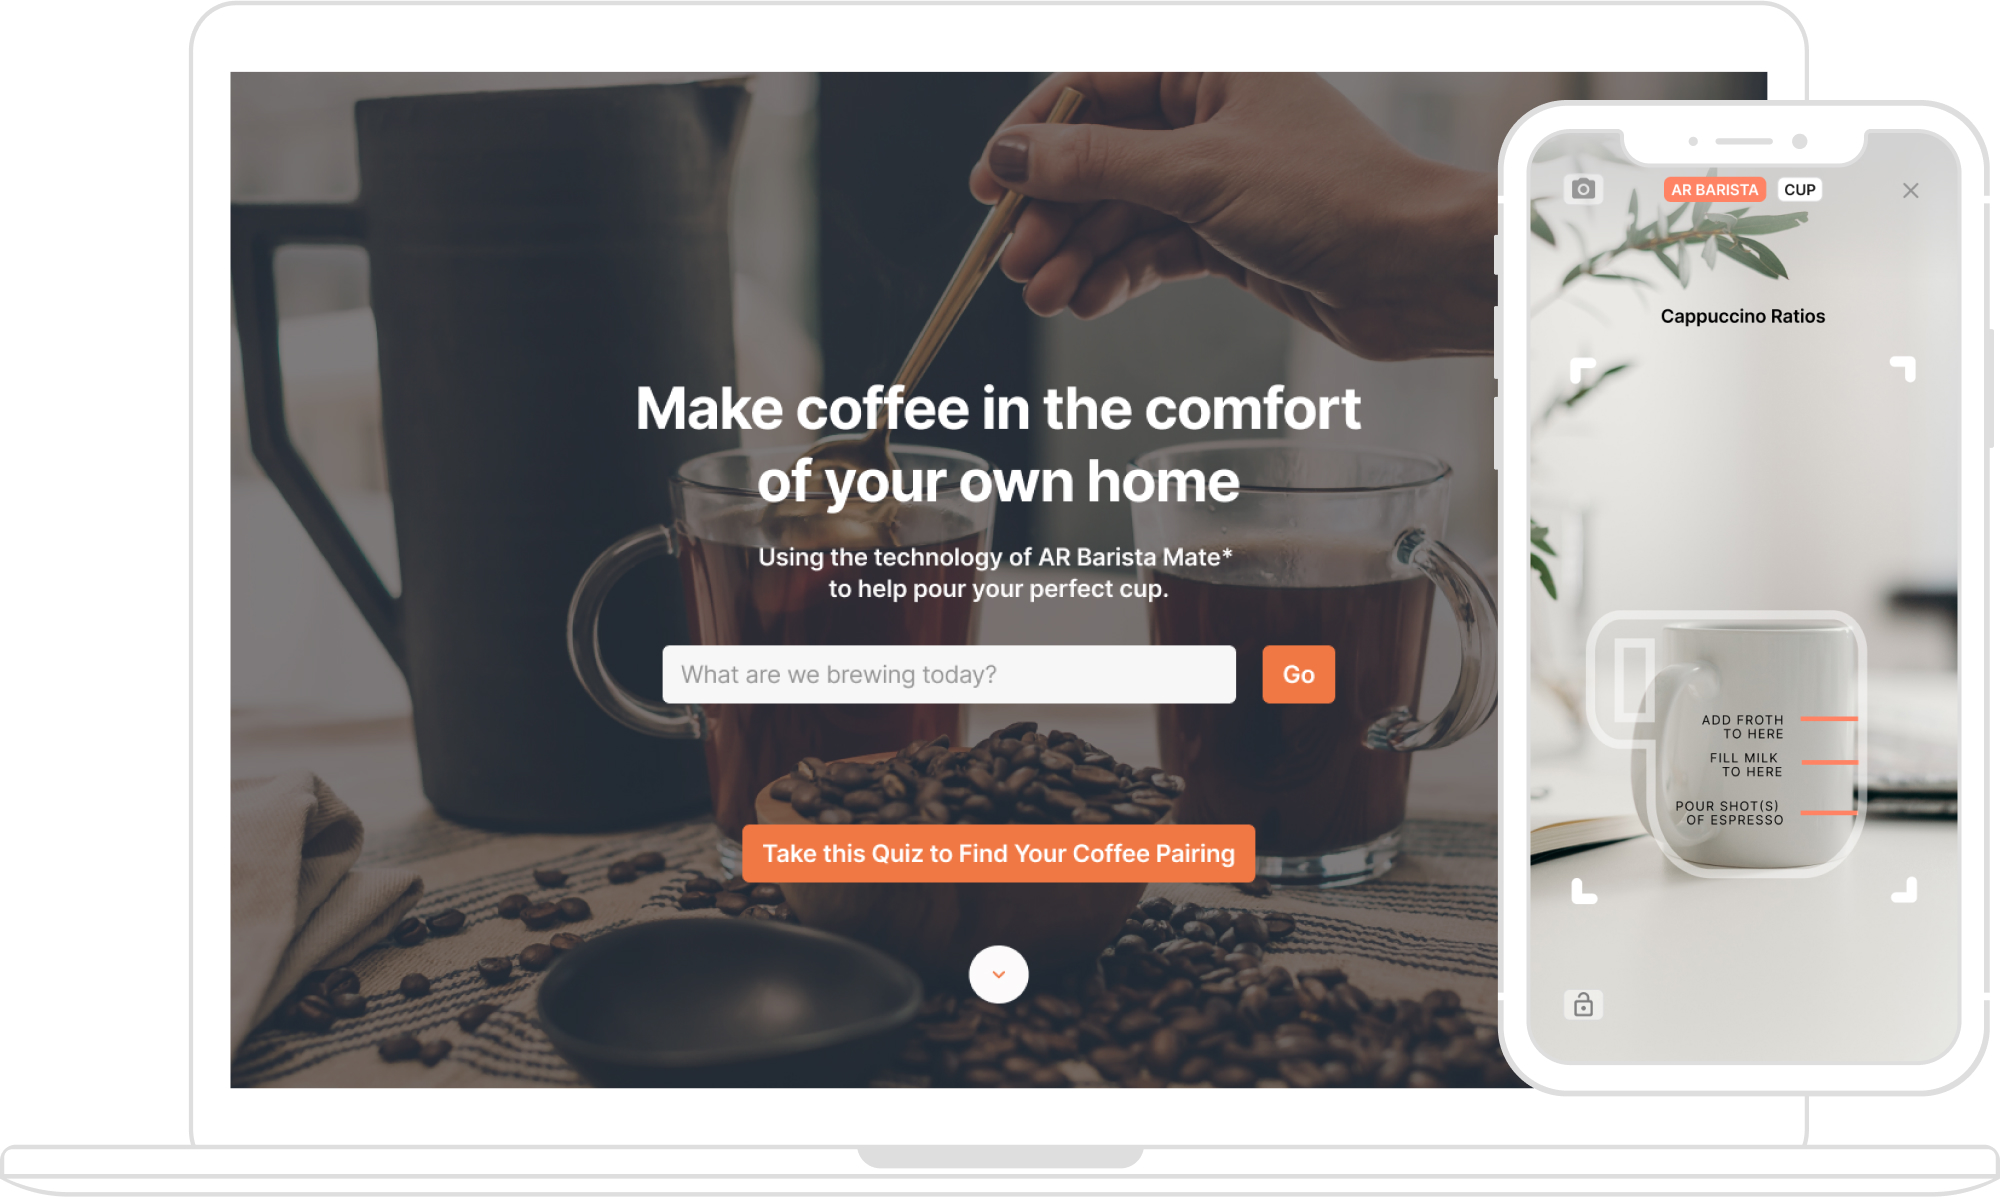 Make coffee in the comfort
of your own home
Using the technology of AR Barista Mate*
to help pour your perfect cup.
What are we brewing today?
Go
Take this Quiz to Find Your Coffee Pairing
AR BARISTA
CUP
Cappuccino Ratios
ADD FROTH
TO HERE
FILL MILK
TO HERE
POUR SHOT(S)
OF ESPRESSO